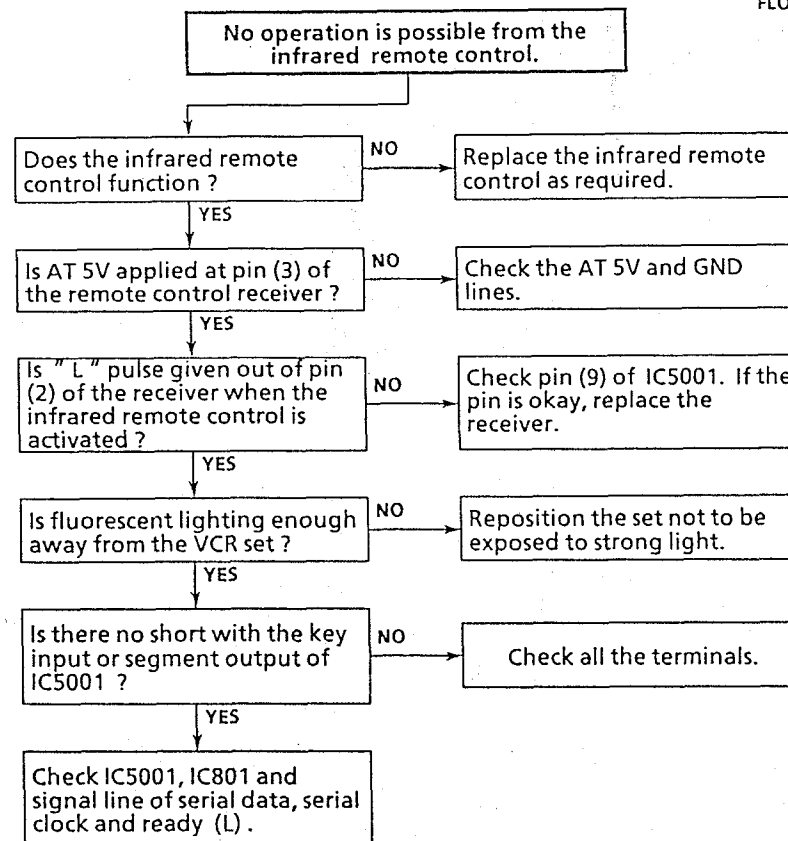 FLO
No operation is possible from the
infrared remote control.
Does the infrared remote
control function ?
NO
Replace the infrared remote
control as required.
YES
Is AT 5V applied at pin (3) of
the remote control receiver ?
NO
Check the AT 5V and GND
lines.
YES
Is " L " pulse given out of pin
(2) of the receiver when the
infrared remote control is
activated ?
NO
Check pin (9) of IC5001. If the
pin is okay, replace the
receiver.
YES
Is fluorescent lighting enough
away from the VCR set ?
NO
Reposition the set not to be
exposed to strong light.
YES
Is there no short with the key
input or segment output of
IC5001 ?
NO
Check all the terminals.
YES
Check IC5001, IC801 and
signal line of serial data, serial
clock and ready (L) .